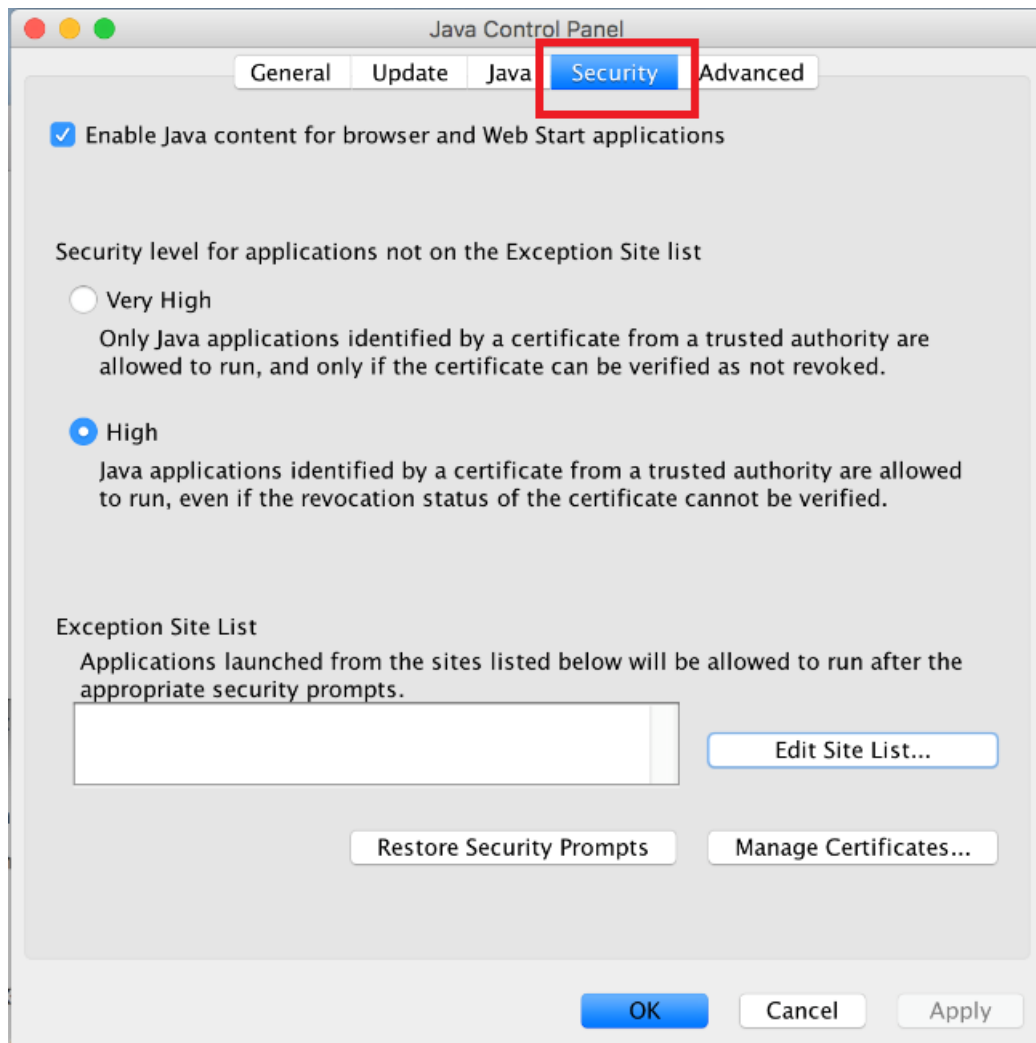 Java Control Panel
General Update Java Security Advanced
Enable Java content for browser and Web Start applications
Security level for applications not on the Exception Site list
Very High
Only Java applications identified by a certificate from a trusted authority are
allowed to run, and only if the certificate can be verified as not revoked.
High
Java applications identified by a certificate from a trusted authority are allowed
to run, even if the revocation status of the certificate cannot be verified.
Exception Site List
Applications launched from the sites listed below will be allowed to run after the
appropriate security prompts.
Edit Site List...
Restore Security Prompts Manage Certificates...
OK Cancel Apply